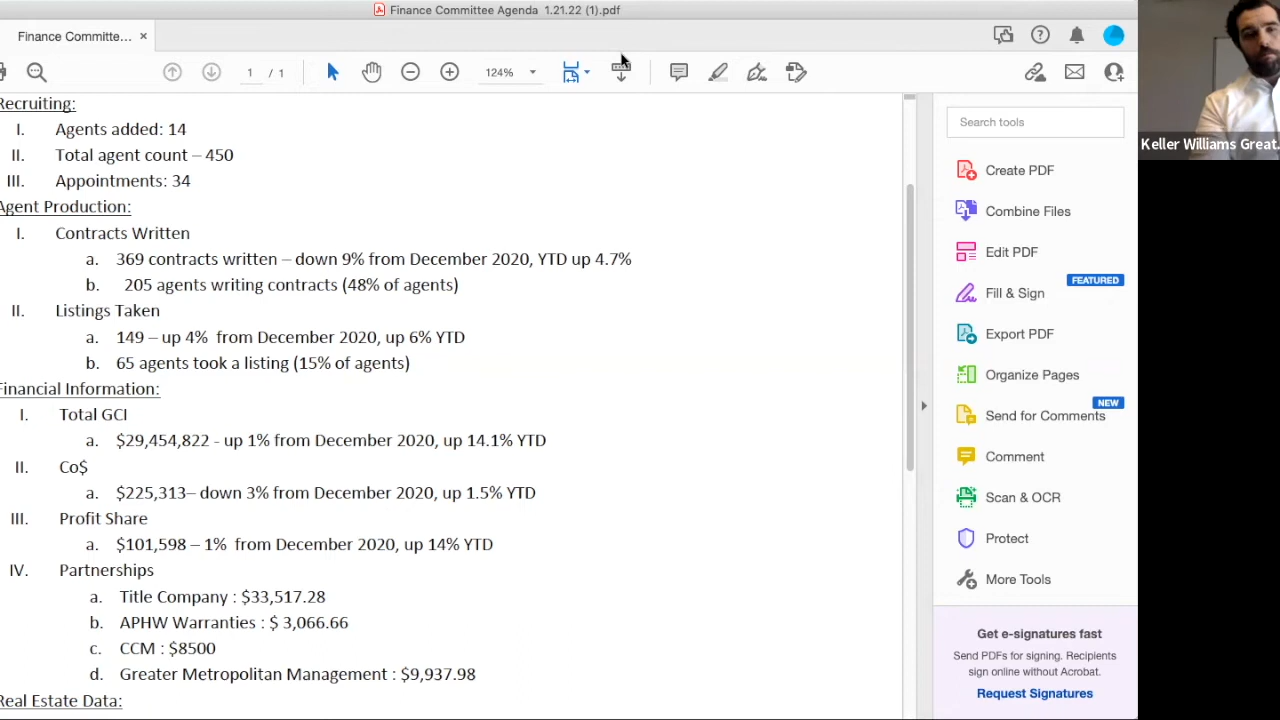 Finance Committee Agenda 1.21.22 (1).pdf
Finance Committe... ×
1 / 1
124%
Recruiting:
I. Agents added: 14
II. Total agent count – 450
III. Appointments: 34
Agent Production:
I. Contracts Written
a. 369 contracts written – down 9% from December 2020, YTD up 4.7%
b. 205 agents writing contracts (48% of agents)
II. Listings Taken
a. 149 – up 4% from December 2020, up 6% YTD
b. 65 agents took a listing (15% of agents)
Financial Information:
I. Total GCI
a. $29,454,822 - up 1% from December 2020, up 14.1% YTD
II. Co$
a. $225,313– down 3% from December 2020, up 1.5% YTD
III. Profit Share
a. $101,598 – 1% from December 2020, up 14% YTD
IV. Partnerships
a. Title Company : $33,517.28
b. APHW Warranties : $ 3,066.66
c. CCM : $8500
d. Greater Metropolitan Management : $9,937.98
Real Estate Data:
Search tools
Create PDF
Combine Files
Edit PDF
FEATURED
Fill & Sign
Export PDF
Organize Pages
NEW
Send for Comments
Comment
Scan & OCR
Protect
More Tools
Get e-signatures fast
Send PDFs for signing. Recipients
sign online without Acrobat.
Request Signatures
Keller Williams Great...